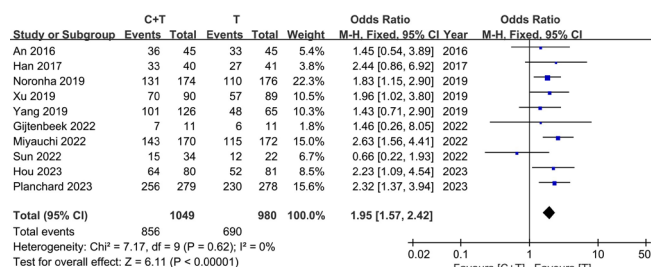 C+T T Odds Ratio Odds Ratio
Study or Subgroup Events Total Events Total Weight M-H. Fixed. 95% CI Year M-H. Fixed. 95% CI
An 2016 36 45 33 45 5.4% 1.45 [0.54, 3.89] 2016
Han 2017 33 40 27 41 3.8% 2.44 [0.86, 6.92] 2017
Noronha 2019 131 174 110 176 22.3% 1.83 [1.15, 2.90] 2019
Xu 2019 70 90 57 89 10.3% 1.96 [1.02, 3.80] 2019
Yang 2019 101 126 48 65 10.5% 1.43 [0.71, 2.90] 2019
Gijtenbeek 2022 7 11 6 11 1.8% 1.46 [0.26, 8.05] 2022
Miyauchi 2022 143 170 115 172 15.0% 2.63 [1.56, 4.41] 2022
Sun 2022 15 34 12 22 6.8% 0.66 [0.22, 1.93] 2022
Hou 2023 64 80 52 81 8.5% 2.23 [1.09, 4.54] 2023
Planchard 2023 256 279 230 278 15.6% 2.32 [1.37, 3.94] 2023
Total (95% CI) 1049 980 100.0% 1.95 [1.57, 2.42]
Total events 856 690
Heterogeneity: Chi² = 7.17, df = 9 (P = 0.62); I² = 0%
Test for overall effect: Z = 6.11 (P < 0.00001)
0.02 0.1 1 10 50
Favours [C+T] Favours [T]